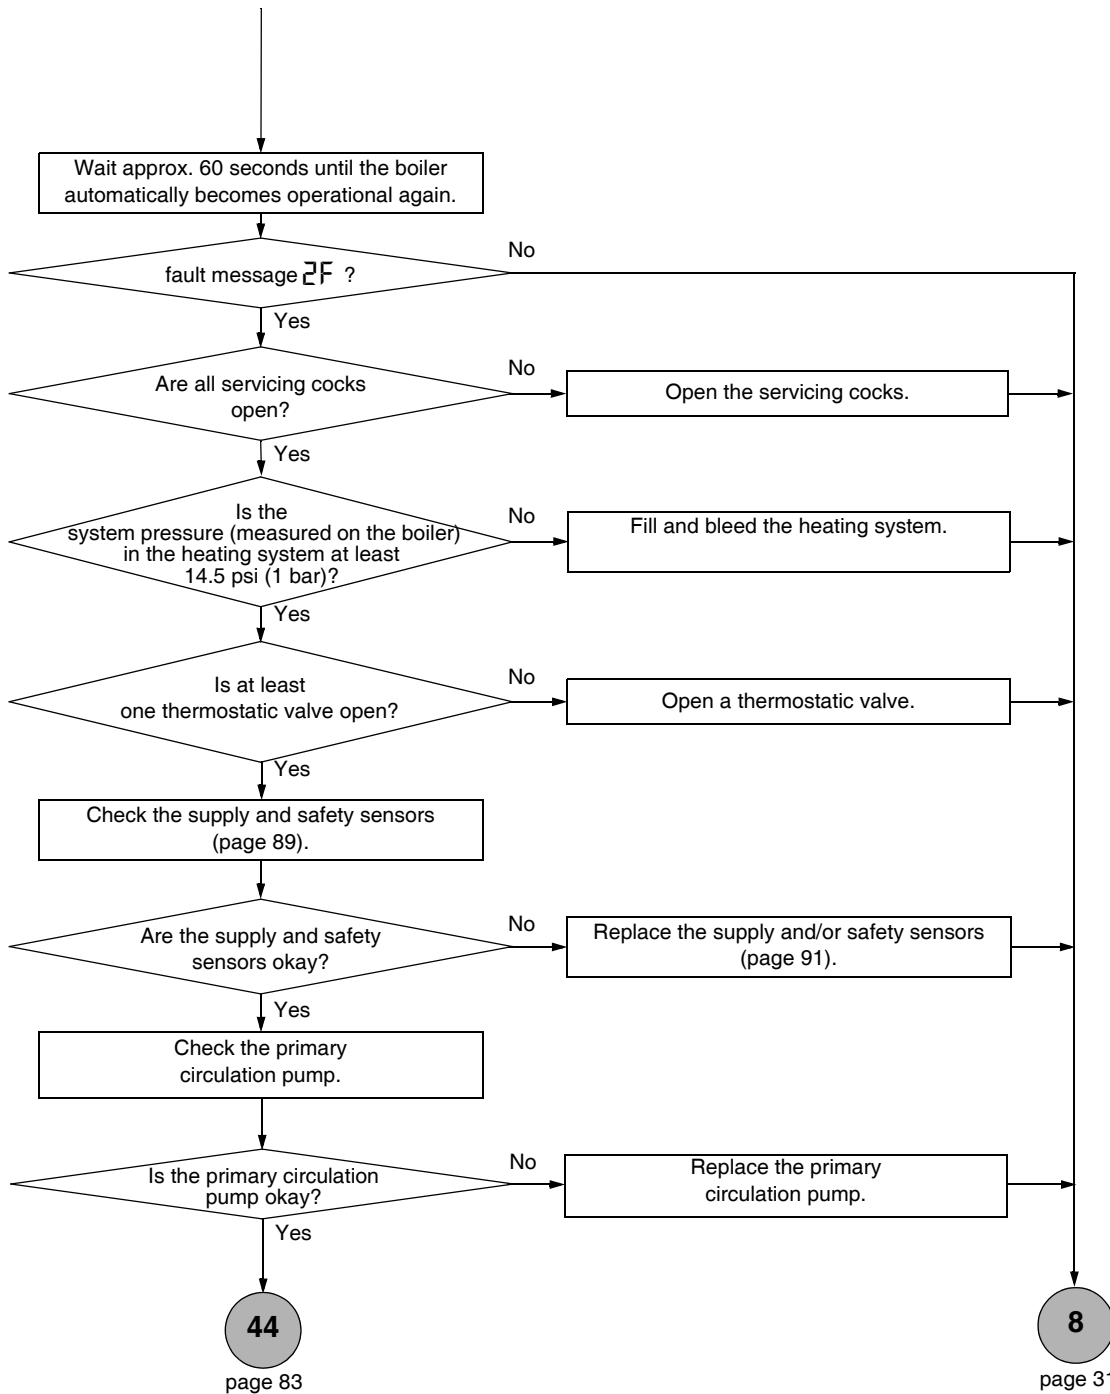 Wait approx. 60 seconds until the boiler
automatically becomes operational again.
No
fault message 2F ?
Yes
Are all servicing cocks
open?
No
Open the servicing cocks.
Yes
Is the
system pressure (measured on the boiler)
in the heating system at least
14.5 psi (1 bar)?
No
Fill and bleed the heating system.
Yes
Is at least
one thermostatic valve open?
No
Open a thermostatic valve.
Yes
Check the supply and safety sensors
(page 89).
Are the supply and safety
sensors okay?
No
Replace the supply and/or safety sensors
(page 91).
Yes
Check the primary
circulation pump.
Is the primary circulation
pump okay?
No
Replace the primary
circulation pump.
Yes
44
page 83
8
page 31